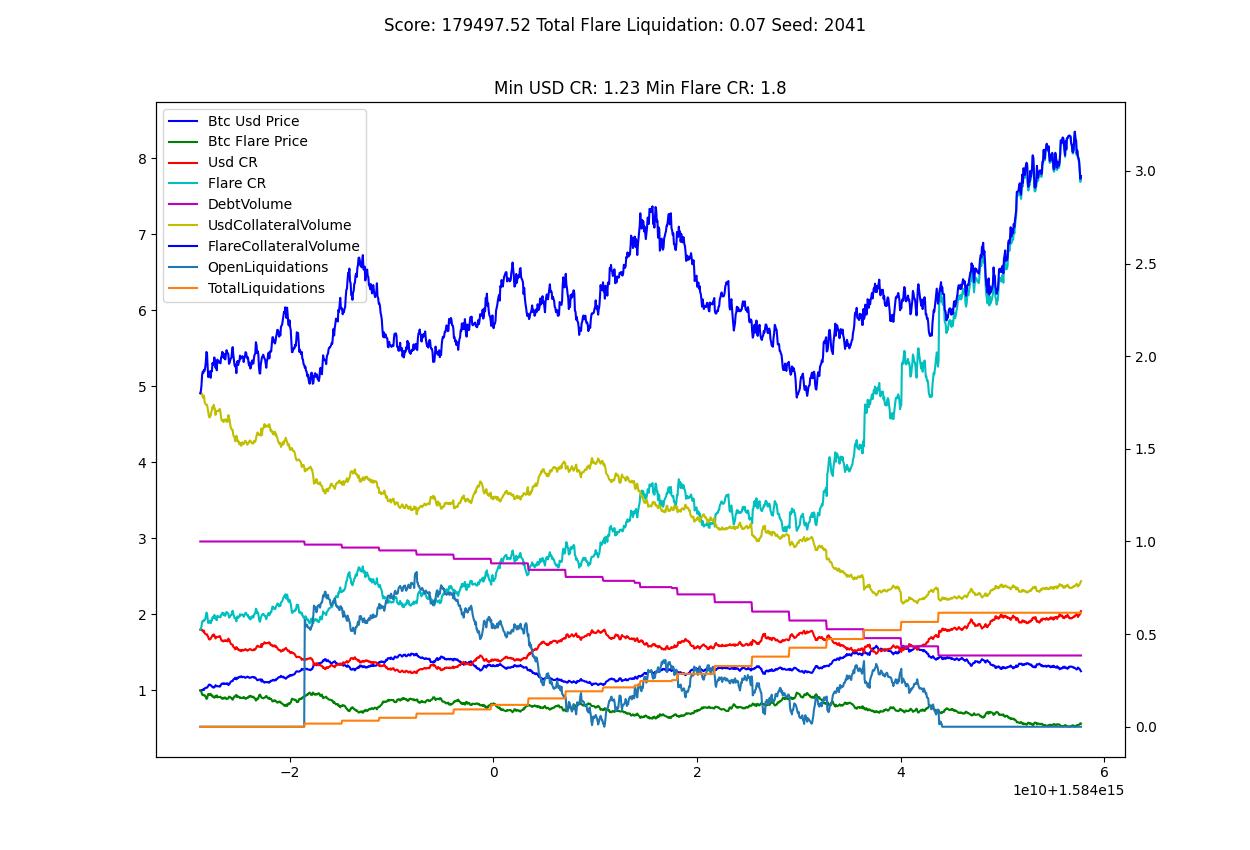 Score: 179497.52 Total Flare Liquidation: 0.07 Seed: 2041
Min USD CR: 1.23 Min Flare CR: 1.8
Btc Usd Price
Btc Flare Price
Usd CR
Flare CR
DebtVolume
UsdCollateralVolume
FlareCollateralVolume
OpenLiquidations
TotalLiquidations
8
7
6
5
4
3
2
1
3.0
2.5
2.0
1.5
1.0
0.5
0.0
−2
0
2
4
6
1e10+1.584e15